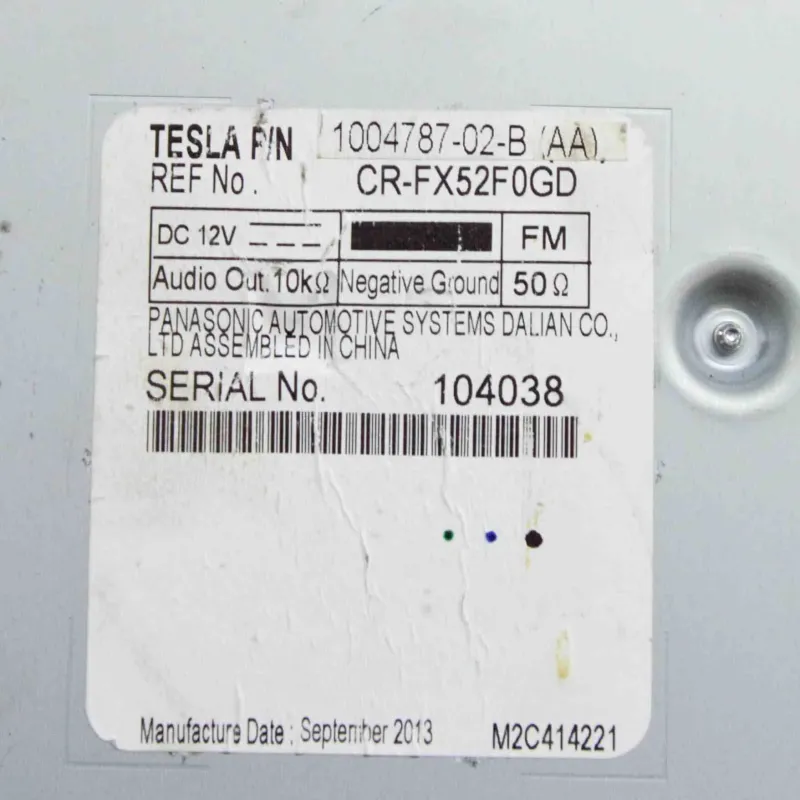 TESLA P/N 1004787-02-B (AA)
REF No. CR-FX52F0GD
DC 12V FM
Audio Out. 10kΩ Negative Ground 50Ω
PANASONIC AUTOMOTIVE SYSTEMS DALIAN CO.,
LTD ASSEMBLED IN CHINA
SERIAL No. 104038
Manufacture Date : September 2013 M2C414221